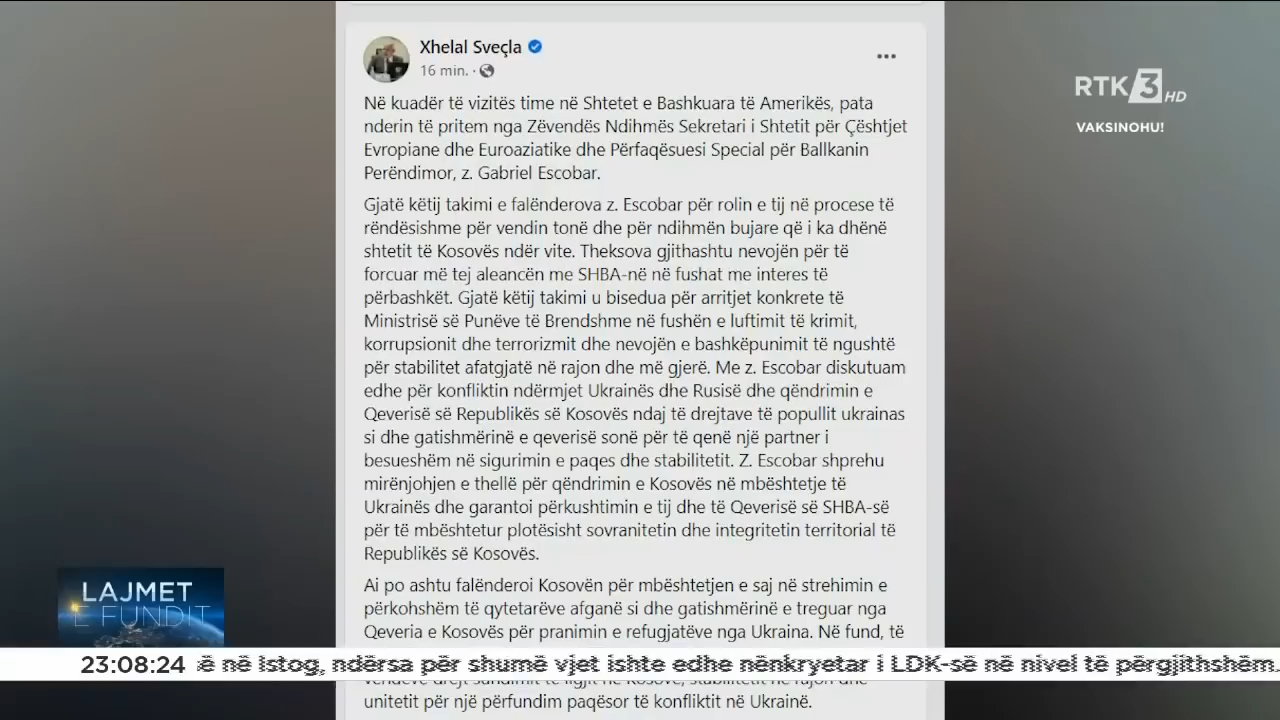 Xhelal Sveçla
16 min. ·
RTK 3 HD
VAKSINOHU!
Në kuadër të vizitës time në Shtetet e Bashkuara të Amerikës, pata
nderin të pritem nga Zëvendës Ndihmës Sekretari i Shtetit për Çështjet
Evropiane dhe Euroaziatike dhe Përfaqësuesi Special për Ballkanin
Perëndimor, z. Gabriel Escobar.
Gjatë këtij takimi e falënderova z. Escobar për rolin e tij në procese të
rëndësishme për vendin tonë dhe për ndihmën bujare që i ka dhënë
shtetit të Kosovës ndër vite. Theksova gjithashtu nevojën për të
forcuar më tej aleancën me SHBA-në në fushat me interes të
përbashkët. Gjatë këtij takimi u bisedua për arritjet konkrete të
Ministrisë së Punëve të Brendshme në fushën e luftimit të krimit,
korrupsionit dhe terrorizmit dhe nevojën e bashkëpunimit të ngushtë
për stabilitet afatgjatë në rajon dhe më gjerë. Me z. Escobar diskutuam
edhe për konfliktin ndërmjet Ukrainës dhe Rusisë dhe qëndrimin e
Qeverisë së Republikës së Kosovës ndaj të drejtave të popullit ukrainas
si dhe gatishmërinë e qeverisë sonë për të qenë një partner i
besueshëm në sigurimin e paqes dhe stabilitetit. Z. Escobar shprehu
mirënjohjen e thellë për qëndrimin e Kosovës në mbështetje të
Ukrainës dhe garantoi përkushtimin e tij dhe të Qeverisë së SHBA-së
për të mbështetur plotësisht sovranitetin dhe integritetin territorial të
Republikës së Kosovës.
Ai po ashtu falënderoi Kosovën për mbështetjen e saj në strehimin e
përkohshëm të qytetarëve afganë si dhe gatishmërinë e treguar nga
Qeveria e Kosovës për pranimin e refugjatëve nga Ukraina. Në fund, të
LAJMET
E FUNDIT
23:08:24 ë në Istog, ndërsa për shumë vjet ishte edhe nënkryetar i LDK-së në nivel të përgjithshëm.
unitetit për një përfundim paqësor të konfliktit në Ukrainë.